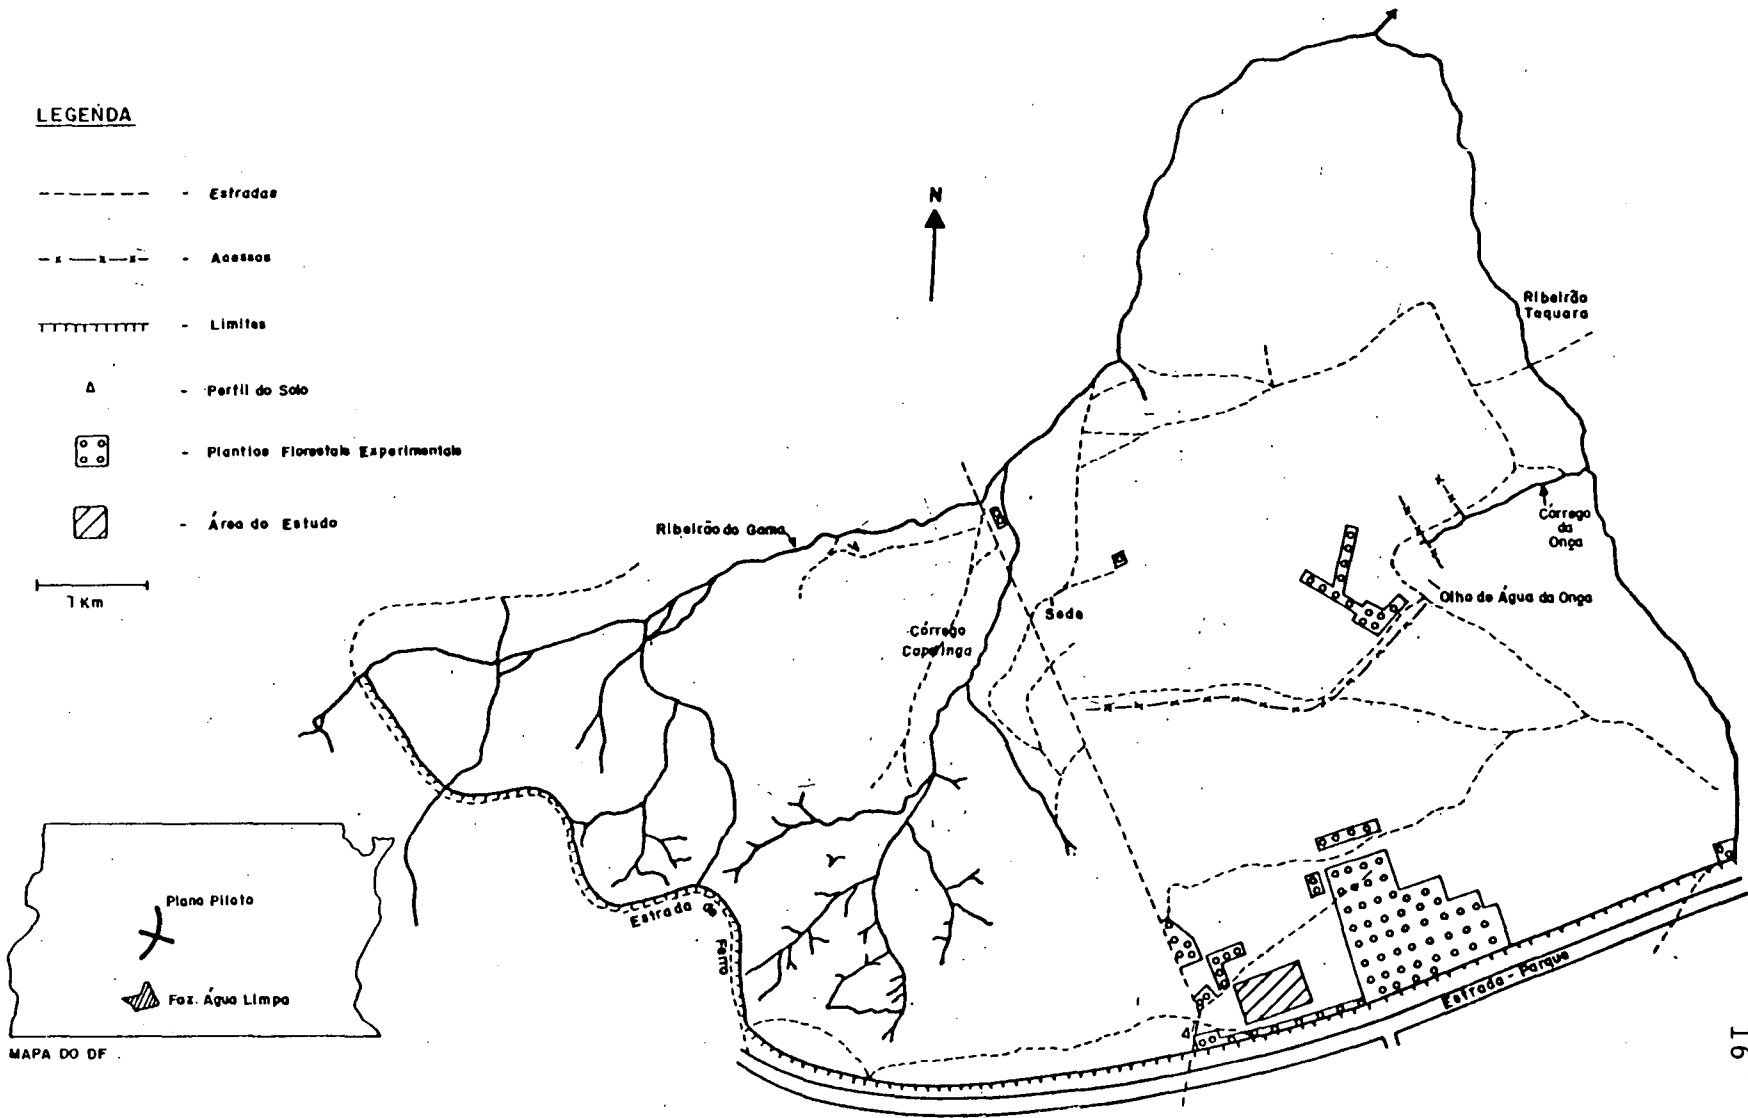 LEGENDA
- Estradas
- Acessos
- Limites
- Perfil do Solo
- Plantios Florestais Experimentais
- Área do Estudo
1 Km
N
Ribeirão
Taquara
Ribeirão do Gama
Córrego
da
Onça
Olho de Água da Onça
Sede
Córrego
Capetinga
Estrada de
Ferro
Estrada - Parque
Plano Piloto
Faz. Água Limpa
MAPA DO DF
16